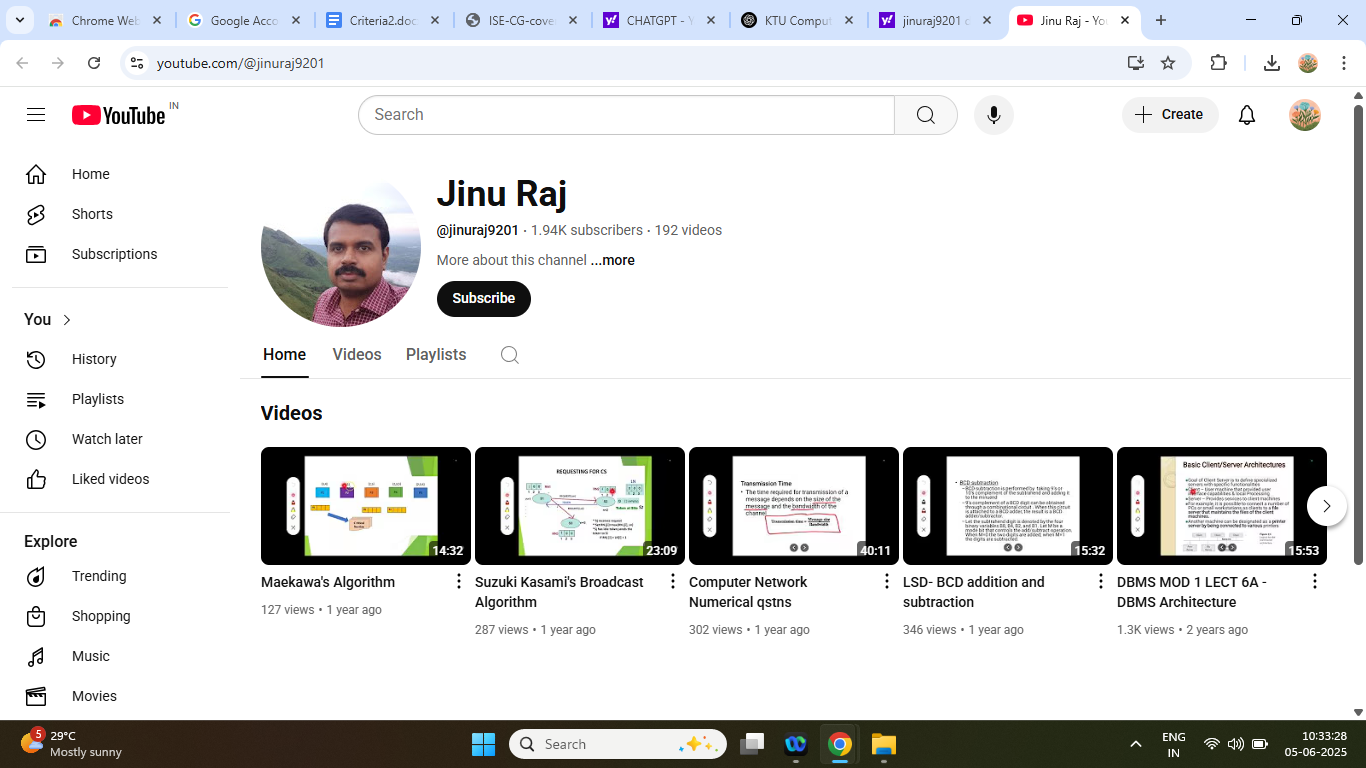 Chrome Web
Google Acco
Criteria2.doc
ISE-CG-cove
CHATGPT - Y
KTU Comput
jinuraj9201 c
Jinu Raj - You
youtube.com/@jinuraj9201
YouTube IN
Search
Create
Home
Shorts
Subscriptions
You
History
Playlists
Watch later
Liked videos
Explore
Trending
Shopping
Music
Movies
Jinu Raj
@jinuraj9201 • 1.94K subscribers • 192 videos
More about this channel ...more
Subscribe
Home Videos Playlists
Videos
14:32
Maekawa's Algorithm
127 views • 1 year ago
REQUESTING FOR CS
23:09
Suzuki Kasami's Broadcast
Algorithm
287 views • 1 year ago
Transmission Time
• The time required for transmission of a
message depends on the size of the
message and the bandwidth of the
channel
40:11
Computer Network
Numerical qstns
302 views • 1 year ago
• BCD subtraction
15:32
LSD- BCD addition and
subtraction
346 views • 1 year ago
Basic Client/Server Architectures
15:53
DBMS MOD 1 LECT 6A -
DBMS Architecture
1.3K views • 2 years ago
5
29°C
Mostly sunny
Search
ENG
IN
10:33:28
05-06-2025